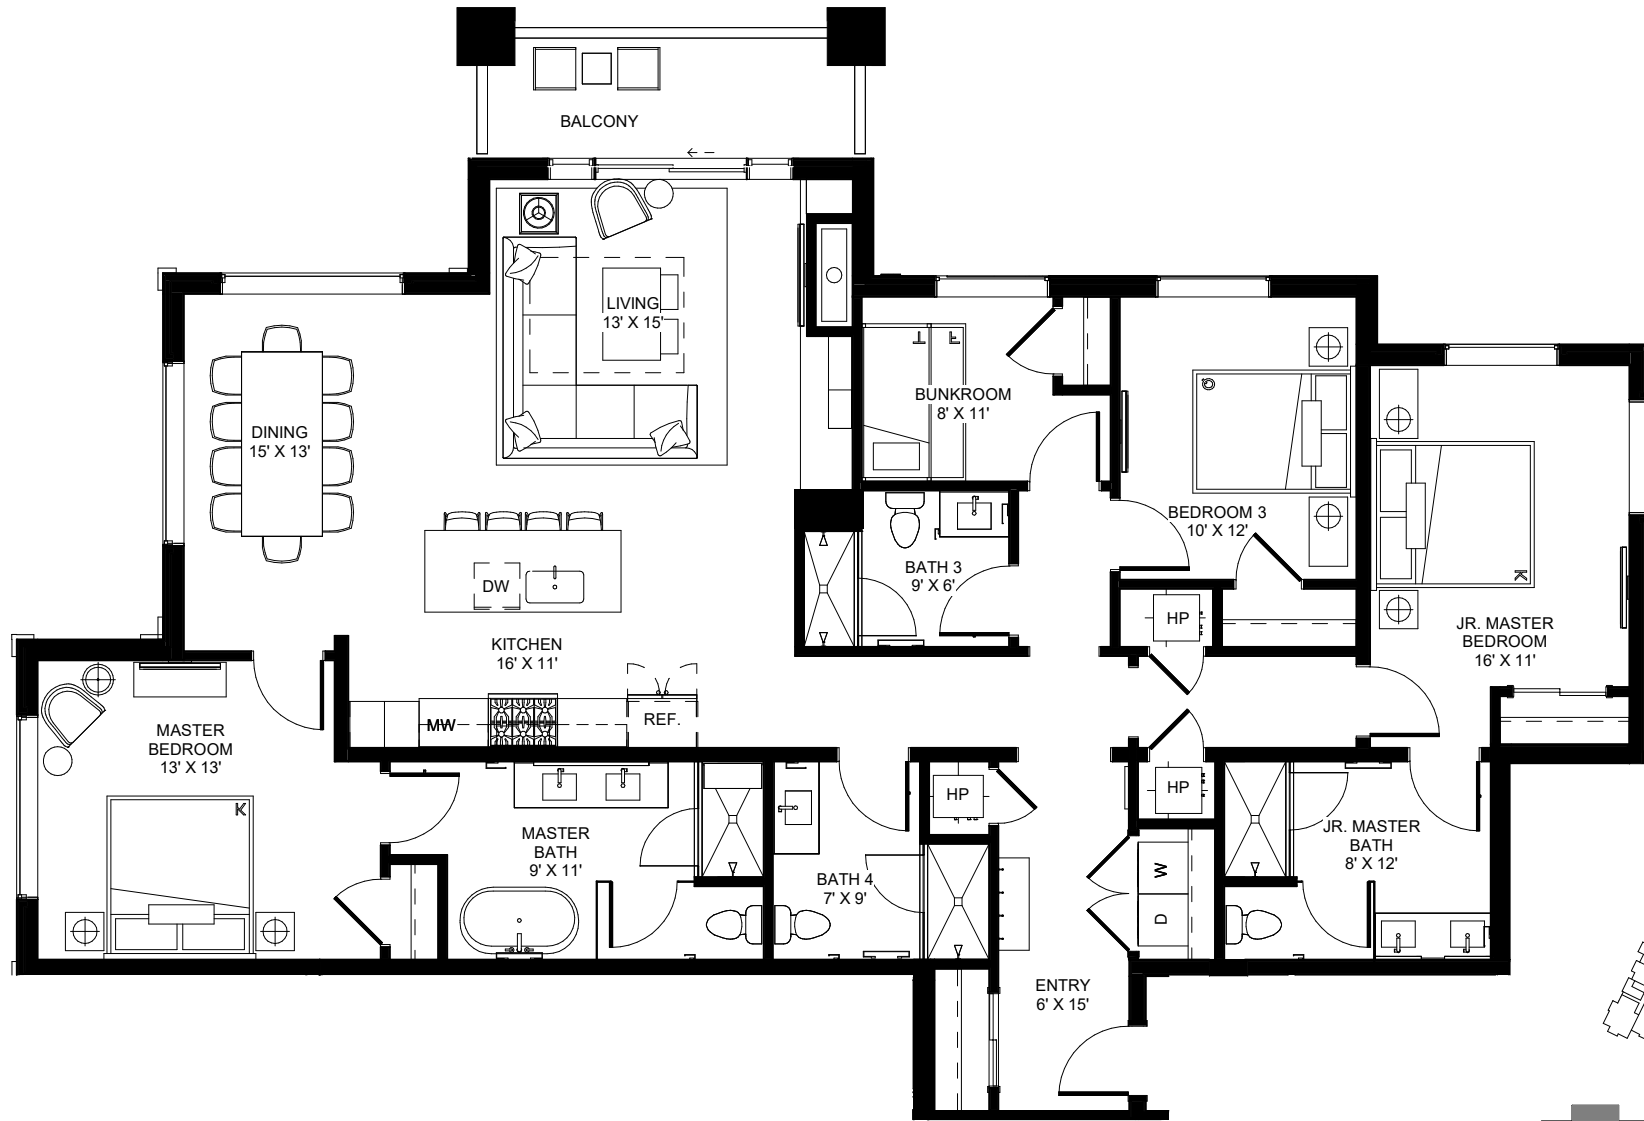 BALCONY
LIVING
13' X 15'
T
F
BUNKROOM
8' X 11'
Q
DINING
15' X 13'
BEDROOM 3
10' X 12'
BATH 3
9' X 6'
K
DW
HP
KITCHEN
16' X 11'
JR. MASTER
BEDROOM
16' X 11'
MW
REF.
MASTER
BEDROOM
13' X 13'
K
HP
HP
MASTER
BATH
9' X 11'
JR. MASTER
BATH
8' X 12'
BATH 4
7' X 9'
W
D
ENTRY
6' X 15'